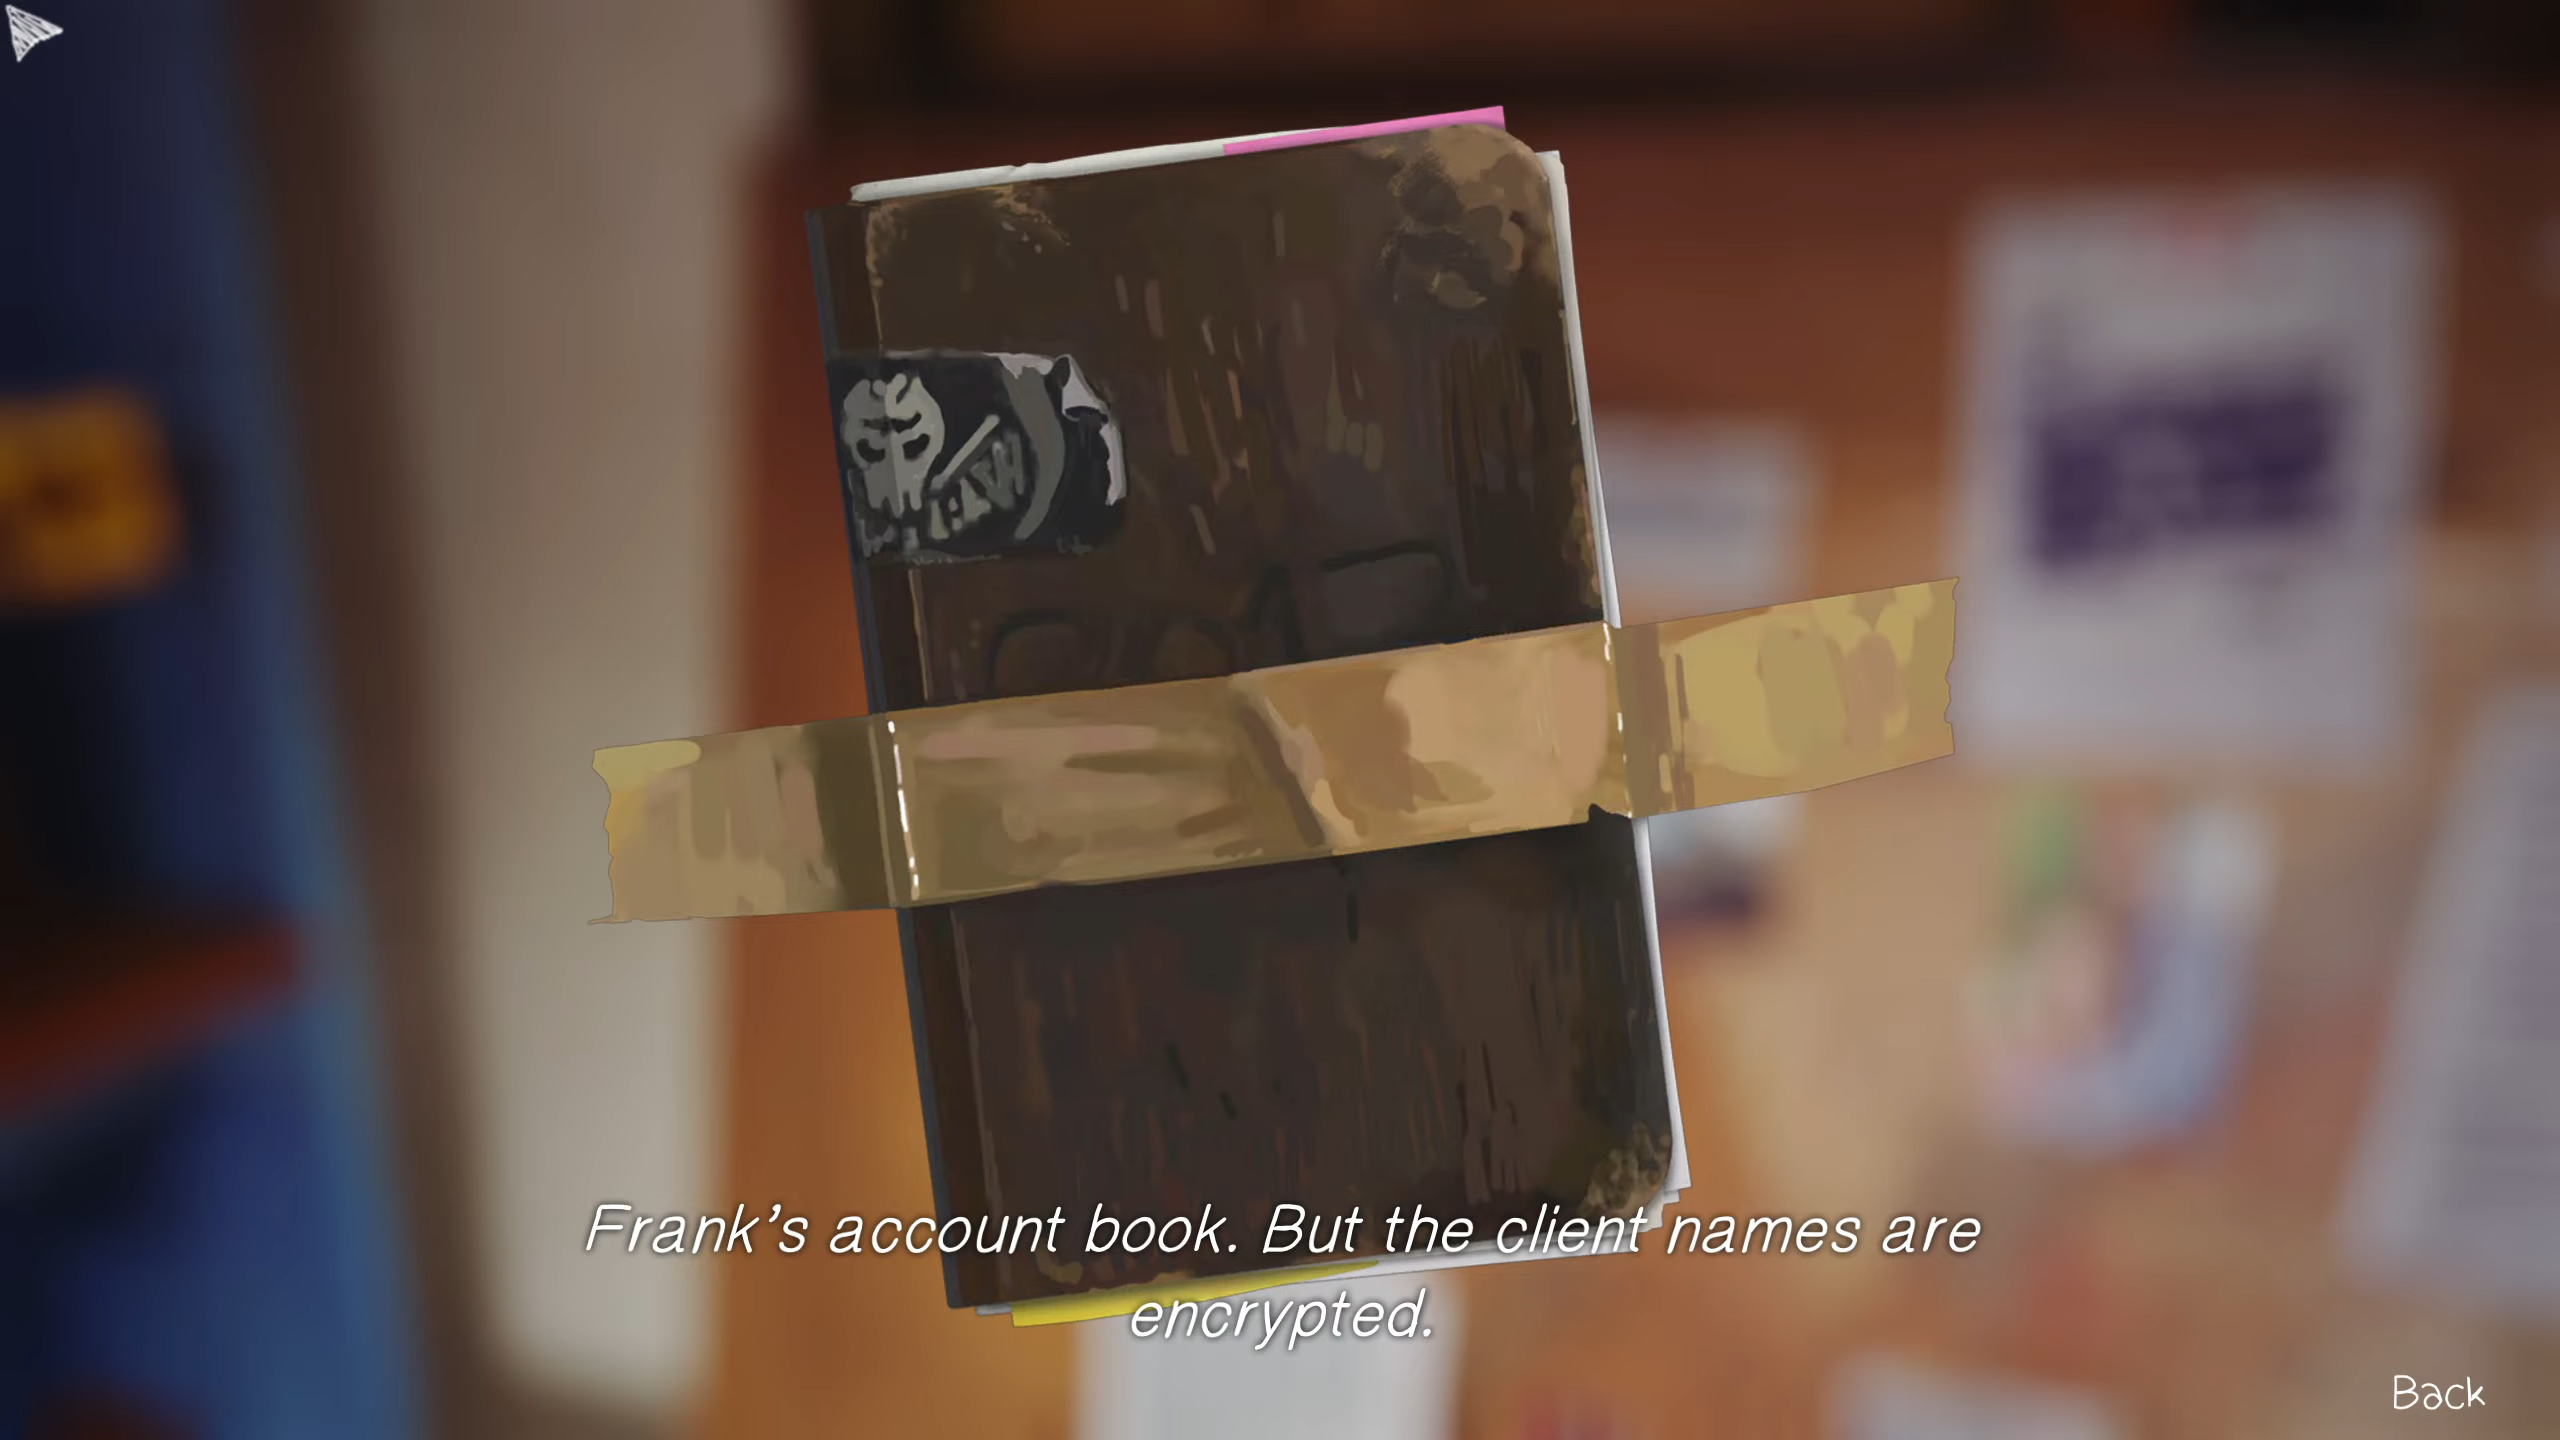 Frank's account book. But the client names are
encrypted.
Back